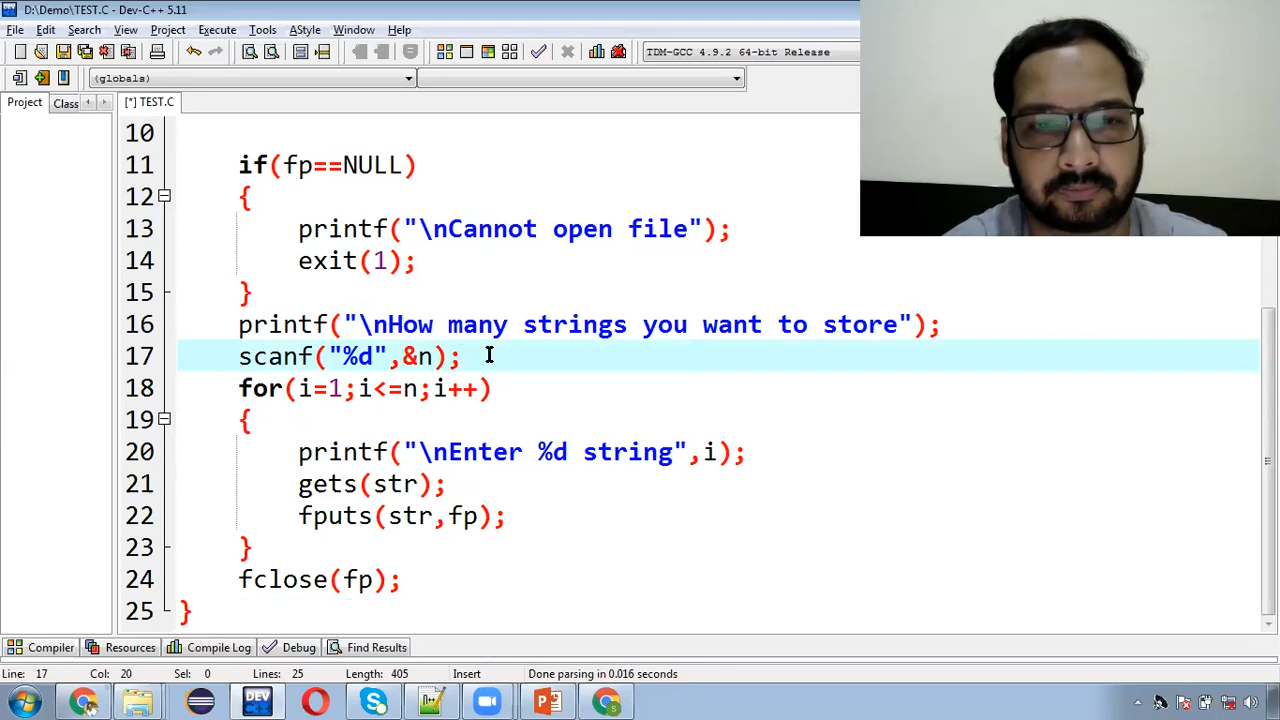 D:\Demo\TEST.C - Dev-C++ 5.11
File Edit Search View Project Execute Tools AStyle Window Help
TDM-GCC 4.9.2 64-bit Release
(globals)
Project Class [*] TEST.C
10
11 if(fp==NULL)
12 {
13 printf("\nCannot open file");
14 exit(1);
15 }
16 printf("\nHow many strings you want to store");
17 scanf("%d",&n);
18 for(i=1;i<=n;i++)
19 {
20 printf("\nEnter %d string",i);
21 gets(str);
22 fputs(str,fp);
23 }
24 fclose(fp);
25 }
Compiler Resources Compile Log Debug Find Results
Line: 17 Col: 20 Sel: 0 Lines: 25 Length: 405 Insert Done parsing in 0.016 seconds
DEV